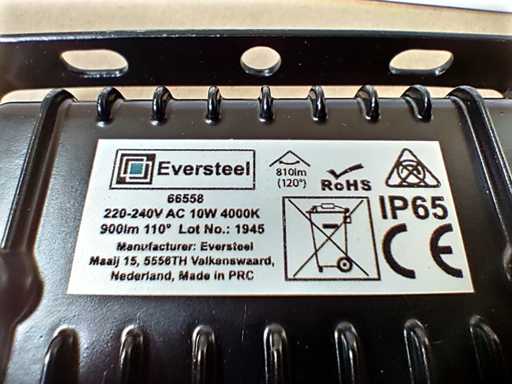 Eversteel
66558
220-240V AC 10W 4000K
900lm 110° Lot No.: 1945
Manufacturer: Eversteel
Maaij 15, 5556TH Valkenswaard,
Nederland, Made in PRC
810lm
(120°)
RoHS
IP65
CE